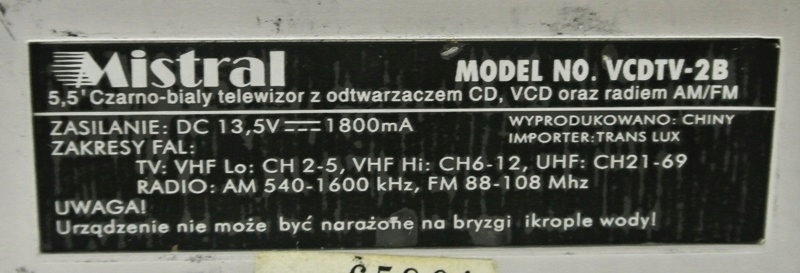 Mistral MODEL NO. VCDTV-2B
5,5' Czarno-bialy telewizor z odtwarzaczem CD, VCD oraz radiem AM/FM
ZASILANIE: DC 13,5V⎓1800mA WYPRODUKOWANO: CHINY
IMPORTER:TRANS LUX
ZAKRESY FAL:
TV: VHF Lo: CH 2-5, VHF Hi: CH6-12, UHF: CH21-69
RADIO: AM 540-1600 kHz, FM 88-108 Mhz
UWAGA!
Urządzenie nie może być narażone na bryzgi ikrople wody!